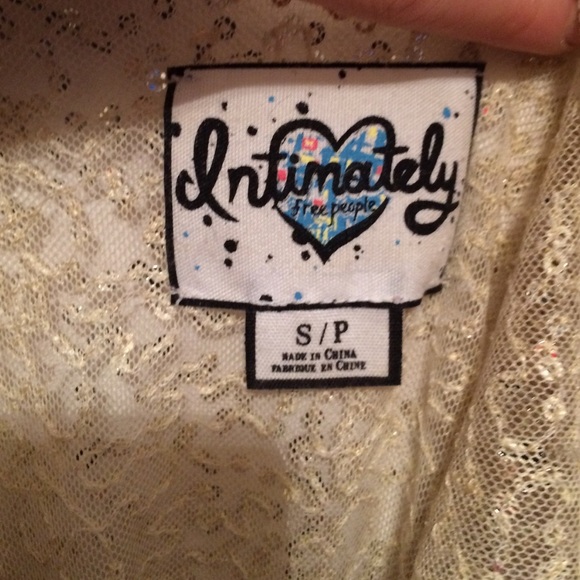 Intimately
free people
S/P
MADE IN CHINA
FABRIQUE EN CHINE